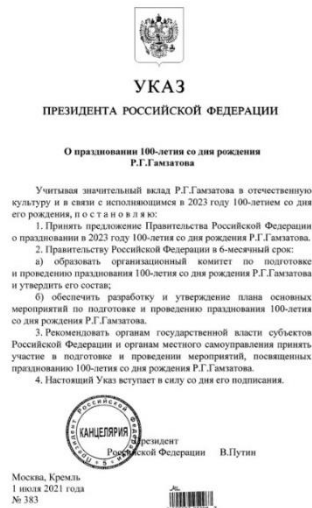 УКАЗ
ПРЕЗИДЕНТА РОССИЙСКОЙ ФЕДЕРАЦИИ
О праздновании 100-летия со дня рождения
Р.Г.Гамзатова
Учитывая значительный вклад Р.Г.Гамзатова в отечественную
культуру и в связи с исполняющимся в 2023 году 100-летием со дня
его рождения, п о с т а н о в л я ю:
1. Принять предложение Правительства Российской Федерации
о праздновании в 2023 году 100-летия со дня рождения Р.Г.Гамзатова.
2. Правительству Российской Федерации в 6-месячный срок:
а) образовать организационный комитет по подготовке
и проведению празднования 100-летия со дня рождения Р.Г.Гамзатова
и утвердить его состав;
б) обеспечить разработку и утверждение плана основных
мероприятий по подготовке и проведению празднования 100-летия
со дня рождения Р.Г.Гамзатова.
3. Рекомендовать органам государственной власти субъектов
Российской Федерации и органам местного самоуправления принять
участие в подготовке и проведении мероприятий, посвященных
празднованию 100-летия со дня рождения Р.Г.Гамзатова.
4. Настоящий Указ вступает в силу со дня его подписания.
КАНЦЕЛЯРИЯ
Президент
Российской Федерации В.Путин
Москва, Кремль
1 июля 2021 года
№ 383